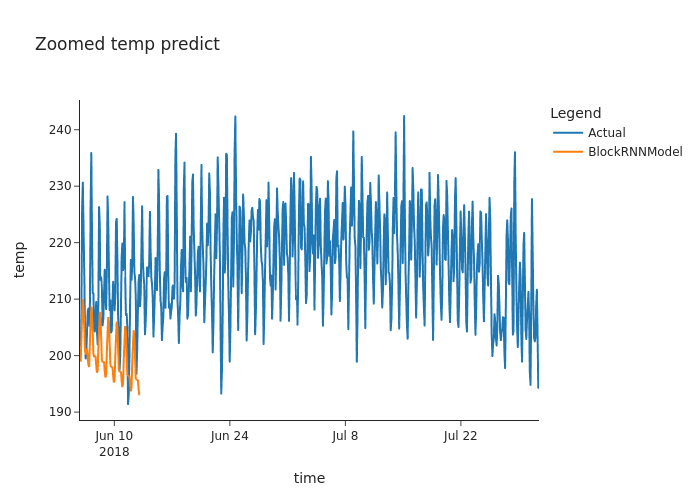 Zoomed temp predict
Legend
Actual
BlockRNNModel
temp
240
230
220
210
200
190
Jun 10
2018
Jun 24
Jul 8
Jul 22
time